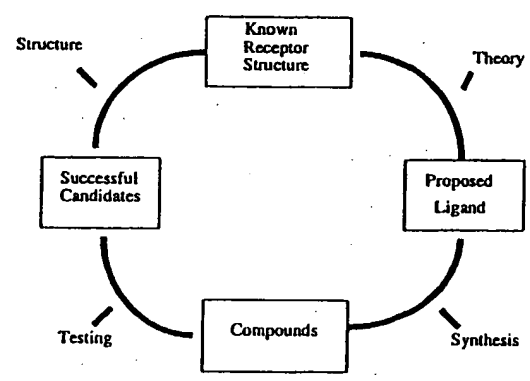 Known
Receptor
Structure
Structure
Theory
Successful
Candidates
Proposed
Ligand
Compounds
Testing
Synthesis